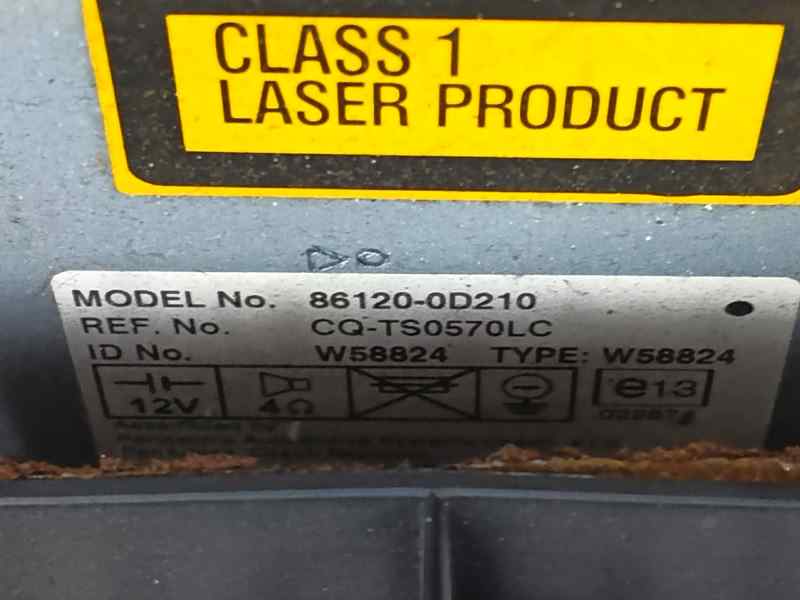 CLASS 1
LASER PRODUCT
MODEL No. 86120-0D210
REF. No. CQ-TS0570LC
ID No. W58824 TYPE: W58824
12V 4Ω e13